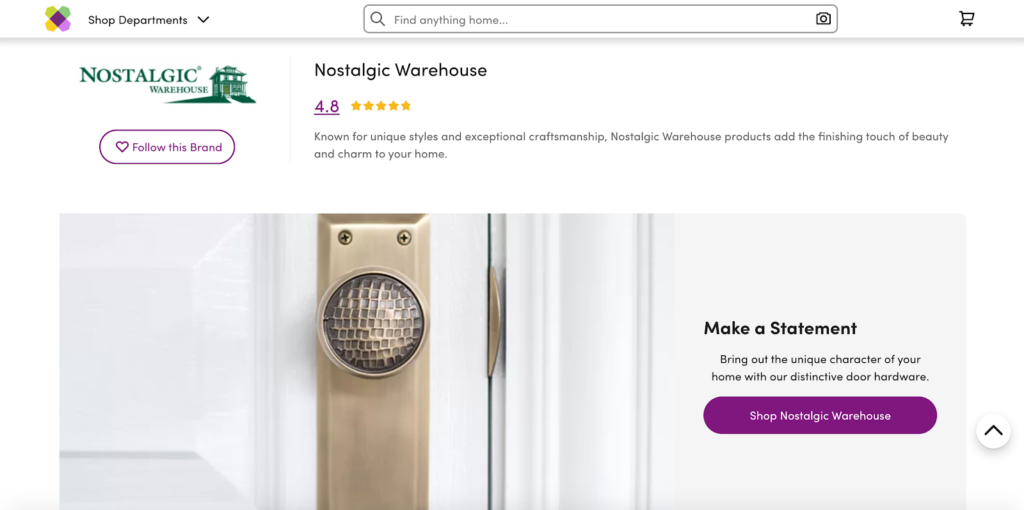 Shop Departments
Find anything home...
NOSTALGIC®
WAREHOUSE
Follow this Brand
Nostalgic Warehouse
4.8
Known for unique styles and exceptional craftsmanship, Nostalgic Warehouse products add the finishing touch of beauty
and charm to your home.
Make a Statement
Bring out the unique character of your
home with our distinctive door hardware.
Shop Nostalgic Warehouse